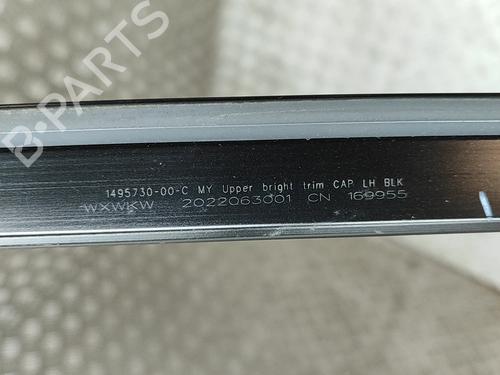 1495730-00-C MY Upper bright trim CAP LH BLK
WXWKW 2022063001 CN 169955
B-PARTS